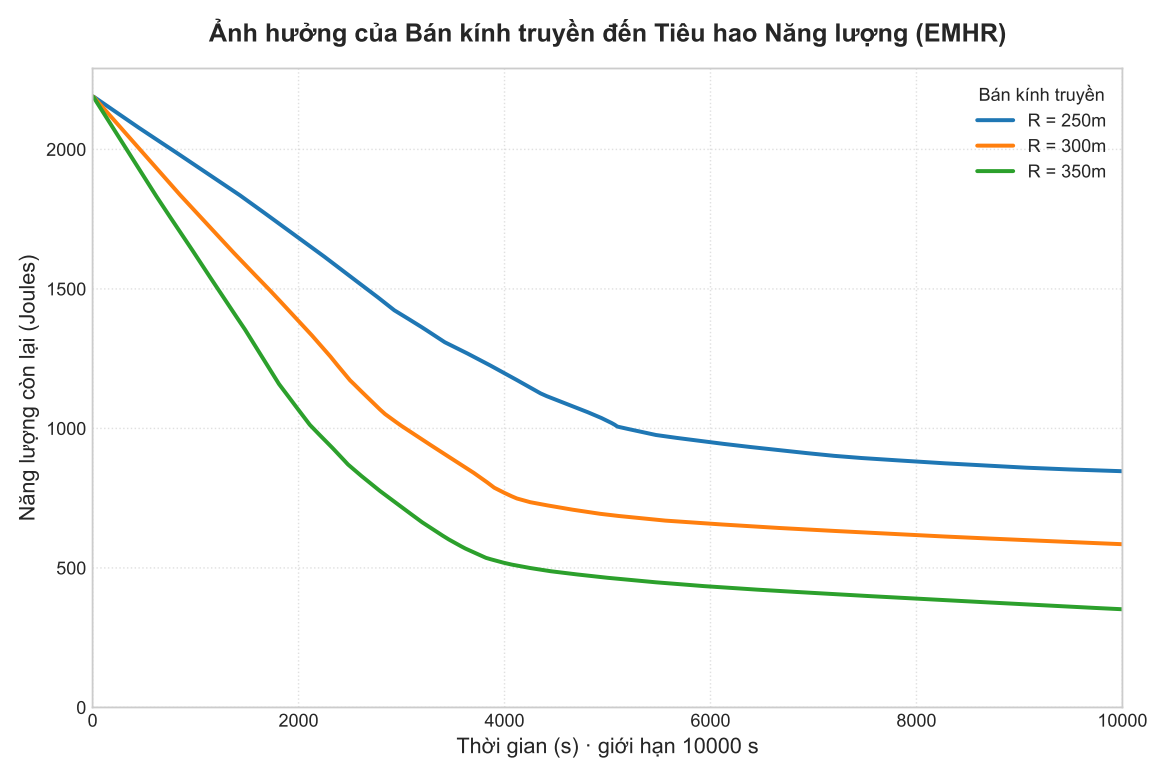 Ảnh hưởng của Bán kính truyền đến Tiêu hao Năng lượng (EMHR)
Bán kính truyền
R = 250m
R = 300m
R = 350m
Năng lượng còn lại (Joules)
2000
1500
1000
500
0
0 2000 4000 6000 8000 10000
Thời gian (s) · giới hạn 10000 s